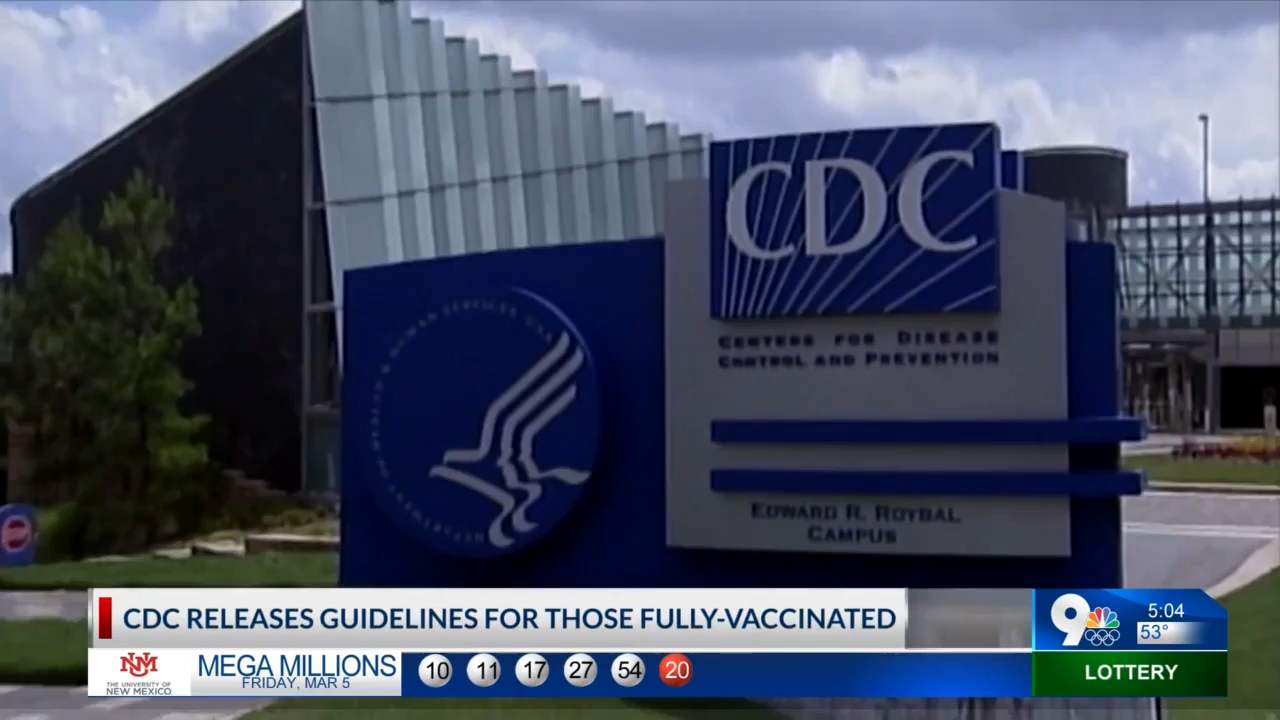 CDC
CENTERS FOR DISEASE
CONTROL AND PREVENTION
EDWARD R. ROYBAL
CAMPUS
CDC RELEASES GUIDELINES FOR THOSE FULLY-VACCINATED
9
5:04
53°
NM
THE UNIVERSITY OF
NEW MEXICO
MEGA MILLIONS
FRIDAY, MAR 5
10 11 17 27 54 20
LOTTERY